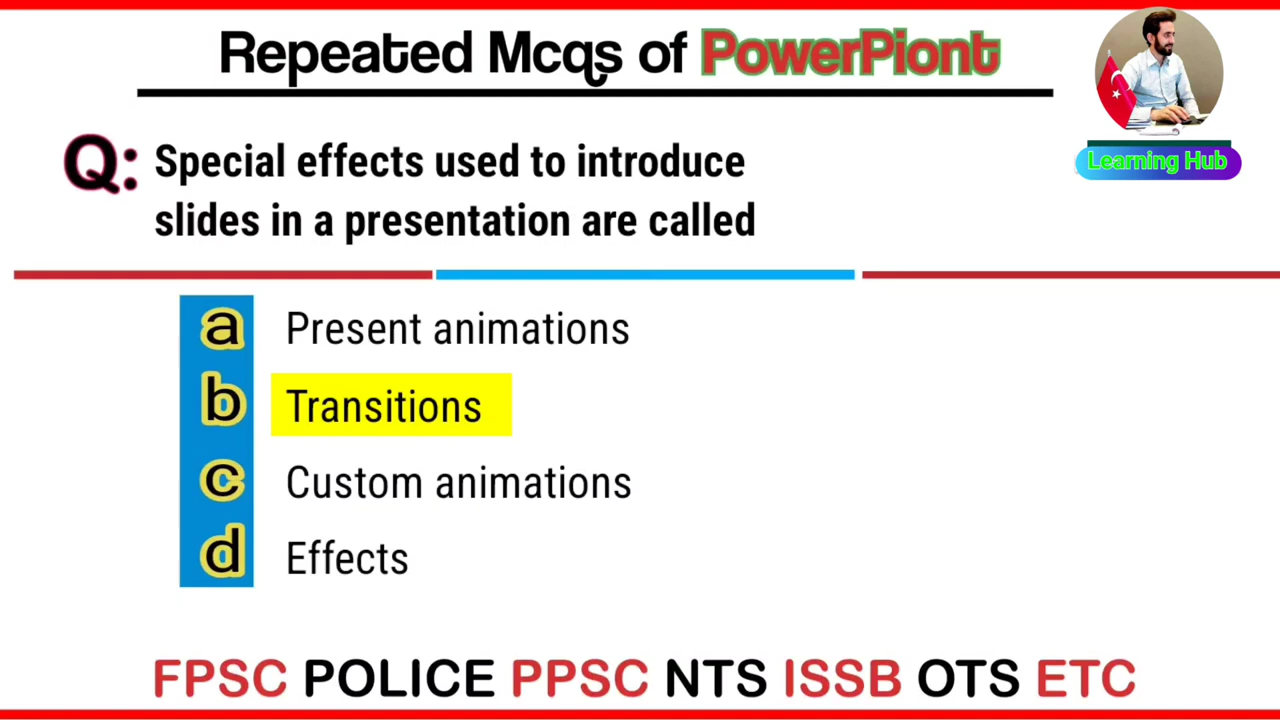 Repeated Mcqs of PowerPiont
Learning Hub
Q: Special effects used to introduce
slides in a presentation are called
a Present animations
b Transitions
c Custom animations
d Effects
FPSC POLICE PPSC NTS ISSB OTS ETC